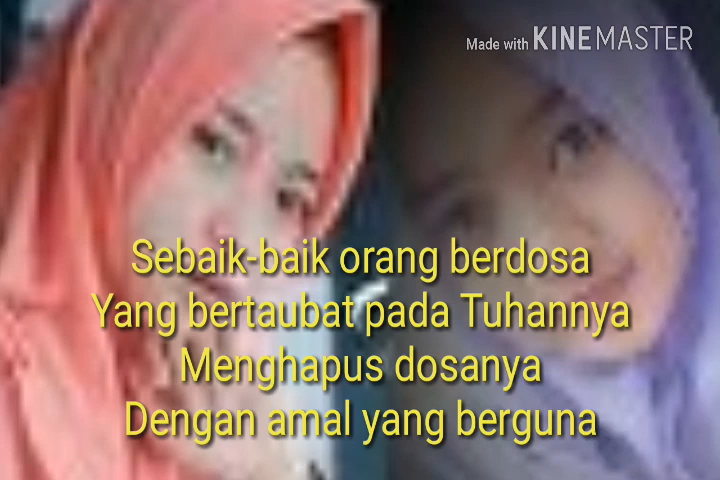 Made with KINEMASTER
Sebaik-baik orang berdosa
Yang bertaubat pada Tuhannya
Menghapus dosanya
Dengan amal yang berguna